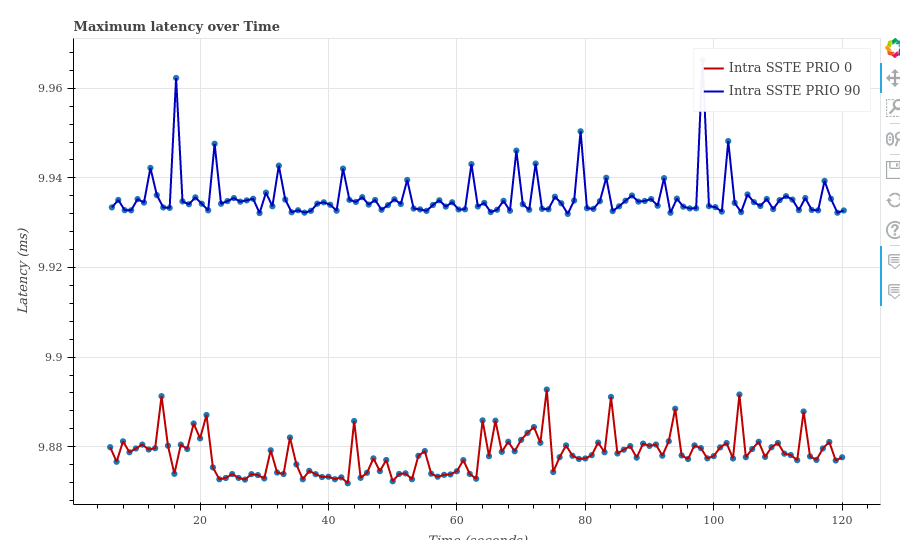 Maximum latency over Time
Intra SSTE PRIO 0
Intra SSTE PRIO 90
Latency (ms)
9.96
9.94
9.92
9.9
9.88
20
40
60
80
100
120
Time (seconds)